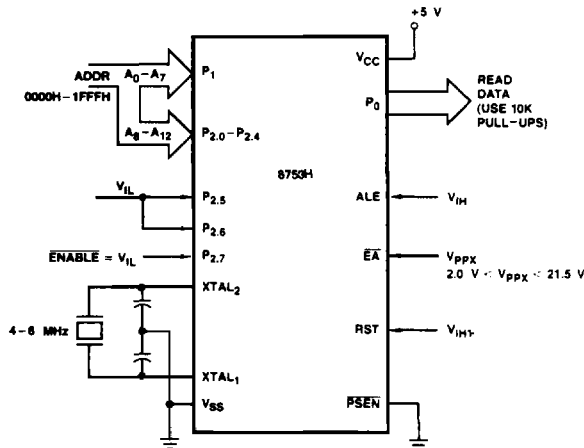 +5 V
ADDR
0000H-1FFFH
A0-A7
A8-A12
P1
P2.0-P2.4
VCC
P0
READ
DATA
(USE 10K
PULL-UPS)
8753H
VIL
P2.5
P2.6
ENABLE = VIL
P2.7
XTAL2
4-6 MHz
XTAL1
VSS
ALE
VIH
EA
VPPX
2.0 V < VPPX < 21.5 V
RST
VIH1
PSEN